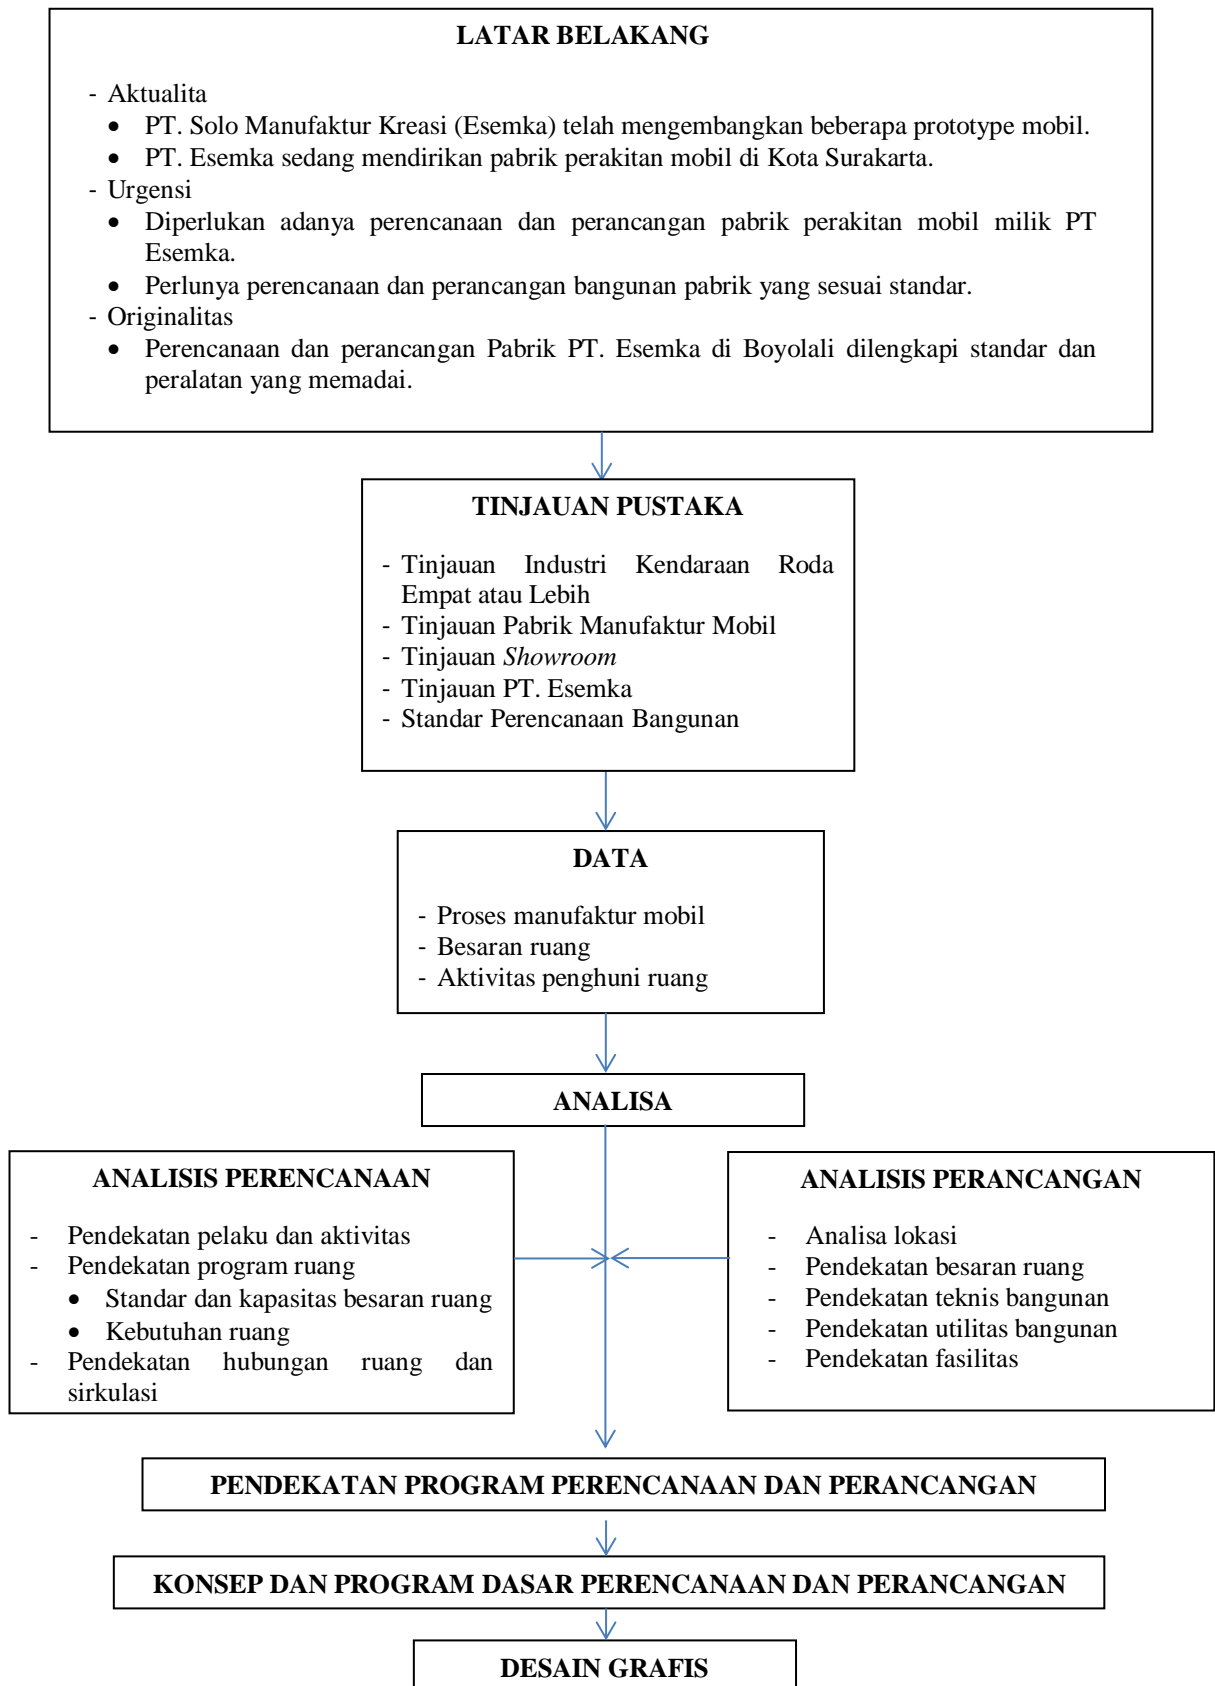 LATAR BELAKANG
- Aktualita
• PT. Solo Manufaktur Kreasi (Esemka) telah mengembangkan beberapa prototype mobil.
• PT. Esemka sedang mendirikan pabrik perakitan mobil di Kota Surakarta.
- Urgensi
• Diperlukan adanya perencanaan dan perancangan pabrik perakitan mobil milik PT
Esemka.
• Perlunya perencanaan dan perancangan bangunan pabrik yang sesuai standar.
- Originalitas
• Perencanaan dan perancangan Pabrik PT. Esemka di Boyolali dilengkapi standar dan
peralatan yang memadai.
TINJAUAN PUSTAKA
- Tinjauan Industri Kendaraan Roda
Empat atau Lebih
- Tinjauan Pabrik Manufaktur Mobil
- Tinjauan Showroom
- Tinjauan PT. Esemka
- Standar Perencanaan Bangunan
DATA
- Proses manufaktur mobil
- Besaran ruang
- Aktivitas penghuni ruang
ANALISA
ANALISIS PERENCANAAN
- Pendekatan pelaku dan aktivitas
- Pendekatan program ruang
• Standar dan kapasitas besaran ruang
• Kebutuhan ruang
- Pendekatan hubungan ruang dan
sirkulasi
ANALISIS PERANCANGAN
- Analisa lokasi
- Pendekatan besaran ruang
- Pendekatan teknis bangunan
- Pendekatan utilitas bangunan
- Pendekatan fasilitas
PENDEKATAN PROGRAM PERENCANAAN DAN PERANCANGAN
KONSEP DAN PROGRAM DASAR PERENCANAAN DAN PERANCANGAN
DESAIN GRAFIS